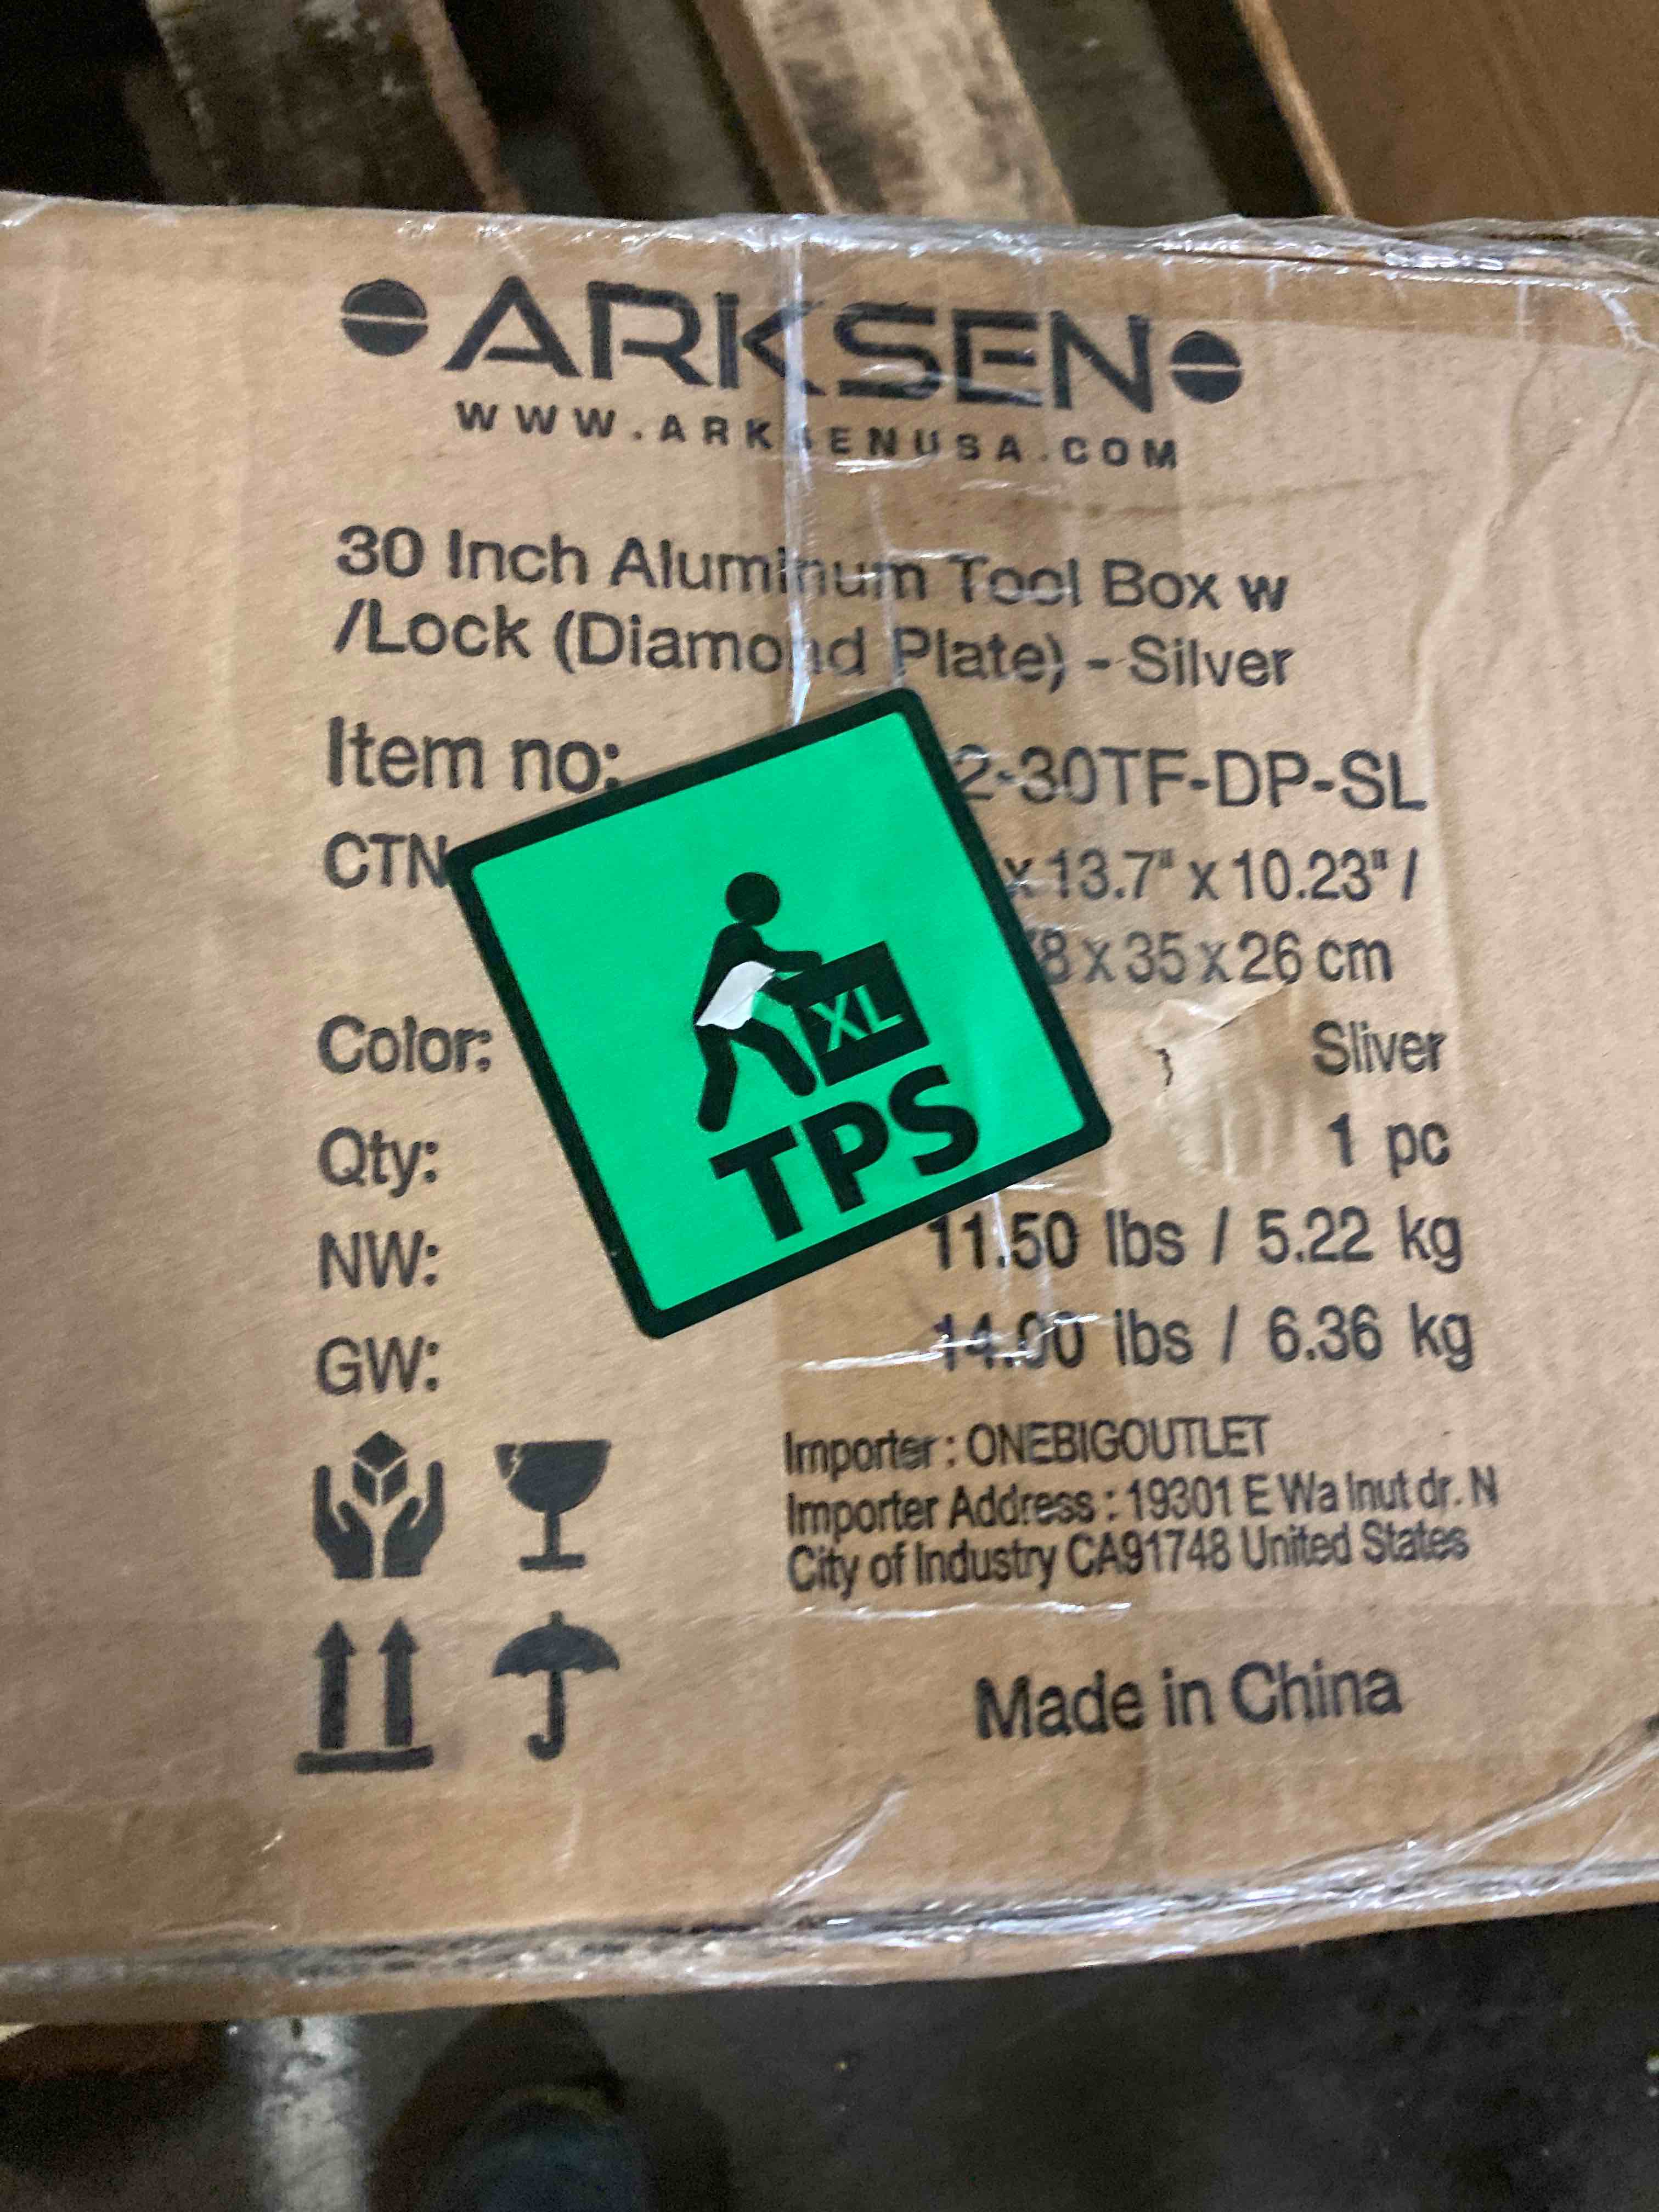 ARKSEN
WWW.ARKSENUSA.COM
30 Inch Aluminum Tool Box w
/Lock (Diamond Plate) - Silver
Item no: 2-30TF-DP-SL
CTN x 13.7" x 10.23" /
8 x 35 x 26 cm
Color: Sliver
Qty: 1 pc
XL
TPS
NW: 11.50 lbs / 5.22 kg
GW: 14.00 lbs / 6.36 kg
Importer : ONEBIGOUTLET
Importer Address : 19301 E Wa lnut dr. N
City of Industry CA91748 United States
Made in China